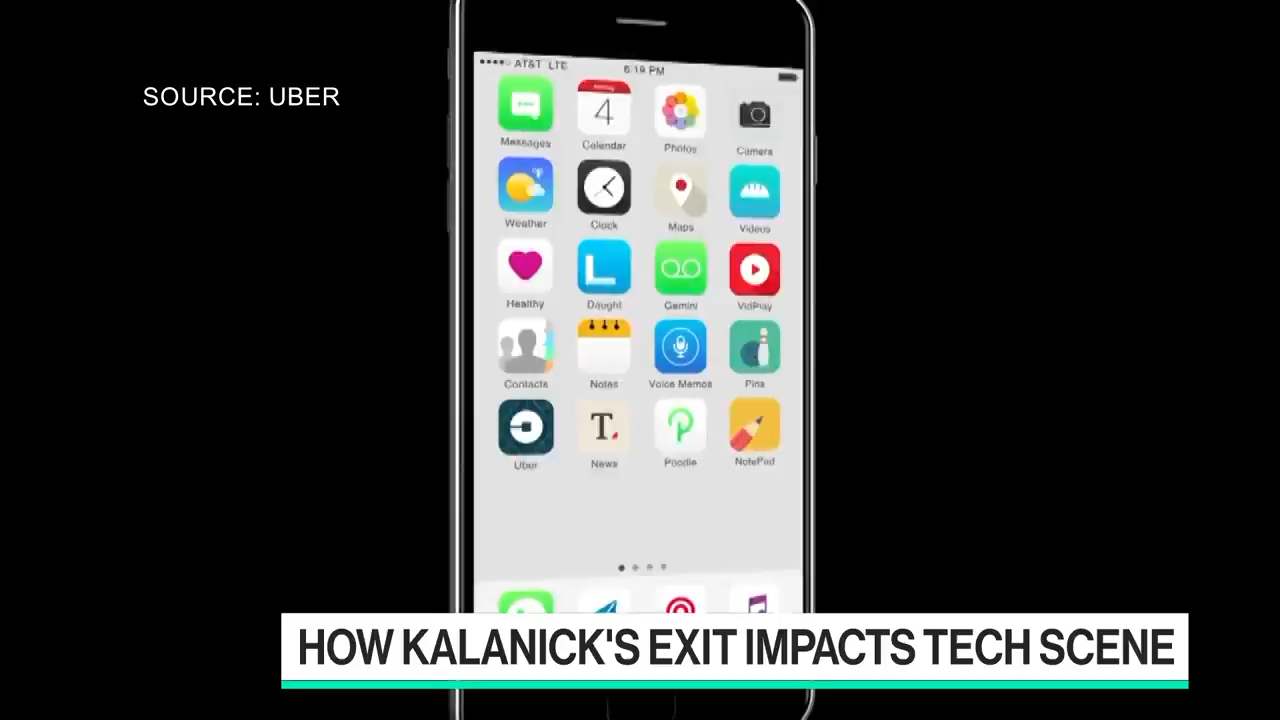 SOURCE: UBER
AT&T LTE 6:19 PM
4
Messages Calendar Photos Camera
Weather Clock Maps Videos
L
Healthy Daught Gemini VidPlay
Contacts Notes Voice Memos Pins
T.
Uber News Poodle NotePad
HOW KALANICK'S EXIT IMPACTS TECH SCENE